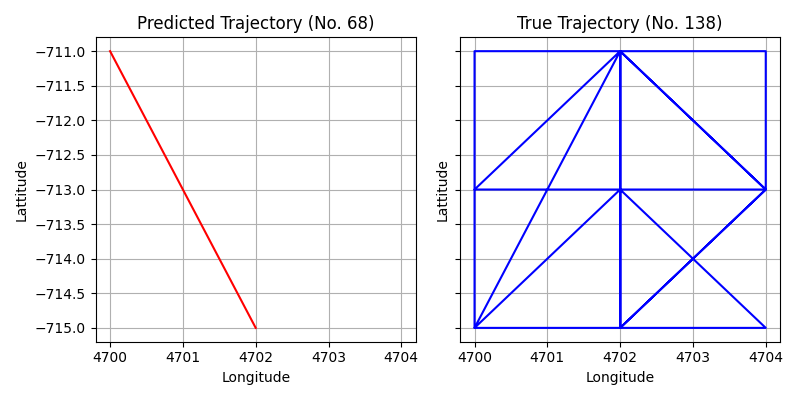 Predicted Trajectory (No. 68)
True Trajectory (No. 138)
−711.0
−711.5
−712.0
−712.5
−713.0
−713.5
−714.0
−714.5
−715.0
Lattitude
Lattitude
4700 4701 4702 4703 4704
4700 4701 4702 4703 4704
Longitude
Longitude